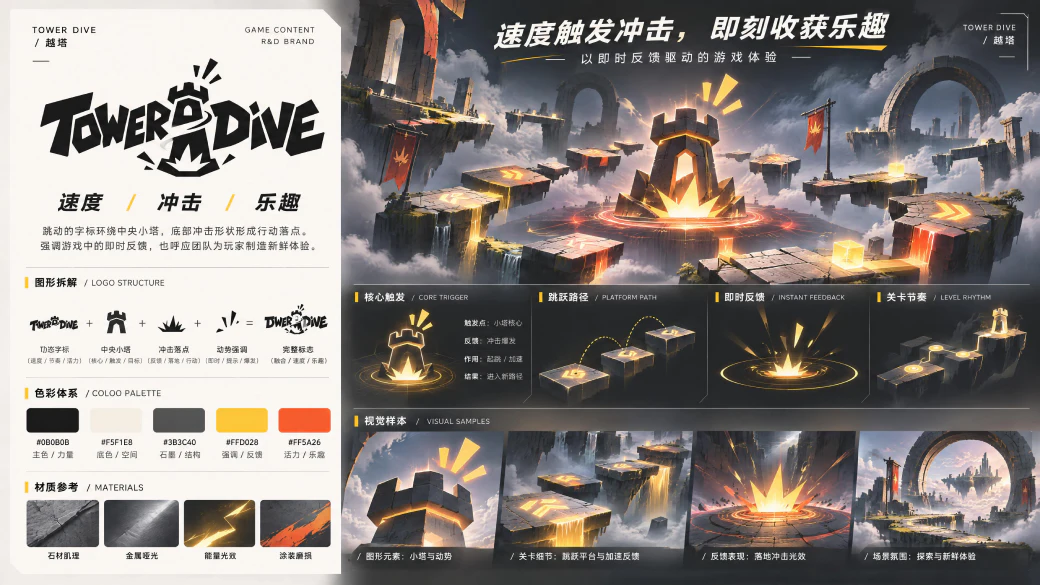 TOWER DIVE
/ 越塔
GAME CONTENT
R&D BRAND
TOWER DIVE
速度 / 冲击 / 乐趣
跳动的字标环绕中央小塔，底部冲击形状形成行动落点。
强调游戏中的即时反馈，也呼应团队为玩家制造新鲜体验。
图形拆解 / LOGO STRUCTURE
TOWER DIVE + + + = TOWER DIVE
功态字标 中央小塔 冲击落点 动势强调 完整标志
(速度 / 节奏 / 活力) (核心 / 触发 / 目标) (反馈 / 落地 / 行动) (即时 / 提示 / 爆发) (融合 / 速度 / 乐趣)
色彩体系 / COLOO PALETTE
#0B0B0B #F5F1E8 #3B3C40 #FFD028 #FF5A26
主色 / 力量 底色 / 空间 石墨 / 结构 强调 / 反馈 活力 / 乐趣
材质参考 / MATERIALS
石材肌理 金属哑光 能量光效 涂装磨损
速度触发冲击，即刻收获乐趣
以即时反馈驱动的游戏体验
TOWER DIVE
/ 越塔
核心触发 / CORE TRIGGER
触发点：小塔核心
反馈：冲击爆发
作用：起跳 / 加速
结果：进入新路径
跳跃路径 / PLATFORM PATH
即时反馈 / INSTANT FEEDBACK
关卡节奏 / LEVEL RHYTHM
视觉样本 / VISUAL SAMPLES
/ 图形元素：小塔与动势
/ 关卡细节：跳跃平台与加速反馈
/ 反馈表现：落地冲击光效
/ 场景氛围：探索与新鲜体验